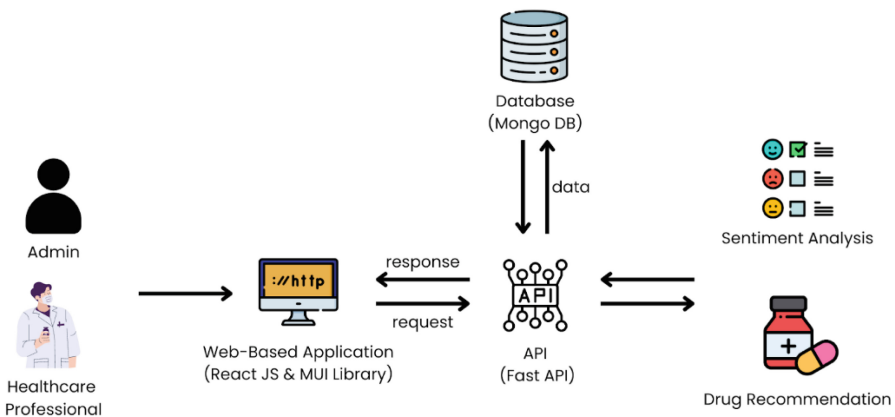 Database
(Mongo DB)
data
Admin
Sentiment Analysis
response
://http
API
request
Web-Based Application
(React JS & MUI Library)
API
(Fast API)
Healthcare
Professional
Drug Recommendation